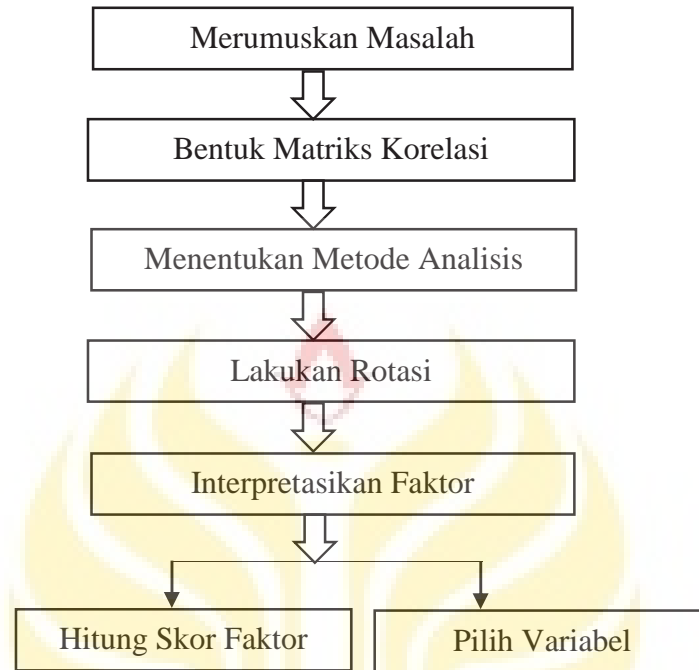 Merumuskan Masalah
Bentuk Matriks Korelasi
Menentukan Metode Analisis
Lakukan Rotasi
Interpretasikan Faktor
Hitung Skor Faktor
Pilih Variabel